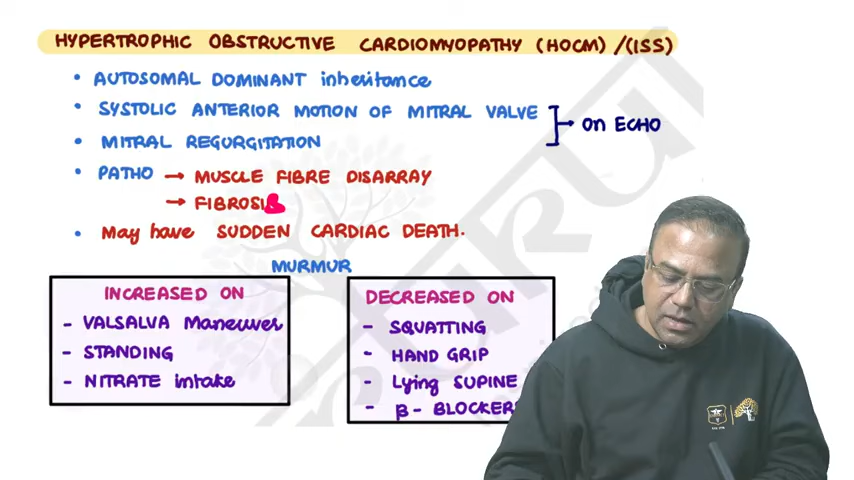 HYPERTROPHIC OBSTRUCTIVE CARDIOMYOPATHY (HOCM) /(ISS)
• AUTOSOMAL DOMINANT inheritance
• SYSTOLIC ANTERIOR MOTION OF MITRAL VALVE
→ on ECHO
• MITRAL REGURGITATION
• PATHO → MUSCLE FIBRE DISARRAY
→ FIBROSIS
• May have SUDDEN CARDIAC DEATH.
MURMUR
INCREASED ON
- VALSALVA Maneuver
- STANDING
- NITRATE intake
DECREASED ON
- SQUATTING
- HAND GRIP
- Lying SUPINE
- β - BLOCKER